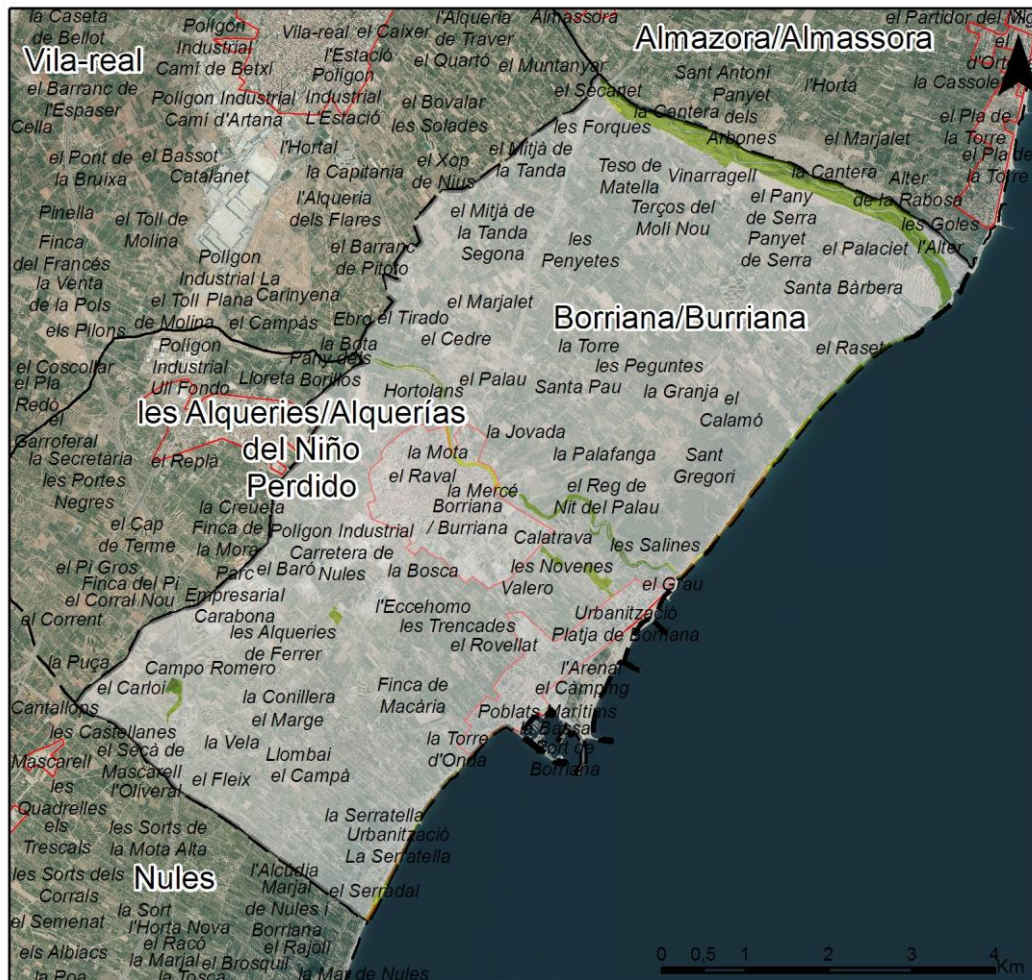 la Caseta
de Bellot
Vila-real
el Barranc de
l'Espaser
Cella
Polígon
Industrial
Camí de Betxí
Polígon Industrial
Camí d'Artana
Vila-real
l'Estació
Polígon
Industrial
L'Estació
el Caixer
l'Alqueria
de Traver
el Quartó
Almassora
el Muntanyar
el Bovalar
les Solades
Almazora/Almassora
el Secanet
Sant Antoni
Panyet
dels
Arbones
l'Horta
la Cantera
les Forques
el Marjalet
la Cassola
el Pla de
la Torre
el Pla de
la Torre
el Pont de
la Bruixa
el Bassot
Catalanet
l'Hortal
la Capitania
el Xop
de Nius
el Mitjà de
la Tanda
Teso de
Matella
Vinarragell
la Cantera
Alter
de la Rabosa
Pinella
el Toll de
Molina
l'Alqueria
dels Flares
el Mitjà de
la Tanda
Segona
Terços del
Molí Nou
el Pany
de Serra
Panyet
de Serra
les Goles
l'Alter
el Palaciet
les
Penyetes
Finca
del Francés
la Venta
de la Pols
els Pilons
Polígon
Industrial La
Plana
el Toll
de Molina
Carinyena
el Campàs
el Barranc
de Pitoto
el Marjalet
Santa Bàrbera
Borriana/Burriana
Ebro
el Tirado
el Cedre
la Torre
el Raset
el Coscollar
el Pla
Redó
Polígon
Industrial
Ull Fondo
la Bota
Pany dels
Borillos
Lloreta
Hortolans
el Palau
Santa Pau
les Peguntes
la Granja
el
Calamó
les Alqueries/Alquerías
del Niño
Perdido
el
Garroferal
la Secretària
les Portes
Negres
el Replà
la Jovada
la Mota
el Raval
la Palafanga
Sant
Gregori
la Mercé
el Reg de
Nit del Palau
Borriana
/ Burriana
la Creueta
Finca de
la Mora
Polígon Industrial
Carretera de
Nules
Calatrava
les Salines
el Cap
de Terme
el Pi Gros
Finca del Pi
el Corral Nou
el Corrent
Parc
Empresarial
Carabona
el Baró
la Bosca
les Novenes
Valero
el Grau
l'Eccehomo
les Trencades
el Rovellat
Urbanització
Platja de Borriana
les Alqueries
de Ferrer
la Puça
Campo Romero
el Carloi
l'Arenal
el Càmping
Cantallops
la Conillera
el Marge
Finca de
Macària
Poblats Marítims
la Bassa
Port de
Borriana
les Castellanes
el Secà de
Mascarell
l'Oliveral
Mascarell
la Vela
Llombai
el Campà
la Torre
d'Onda
el Fleix
les
Quadrelles
els
Trescals
les Sorts de
la Mota Alta
la Serratella
Urbanització
La Serratella
Nules
les Sorts dels
Corrals
l'Alcúdia
Marjal
de Nules i
Borriana
el Serradal
el Semenat
la Sort
l'Horta Nova
el Racó
el Rajolí
els Albiacs
la Marjal
el Brosquil
la Poa
la Tosca
la Mar de Nules
0 0,5 1 2 3 4
Km